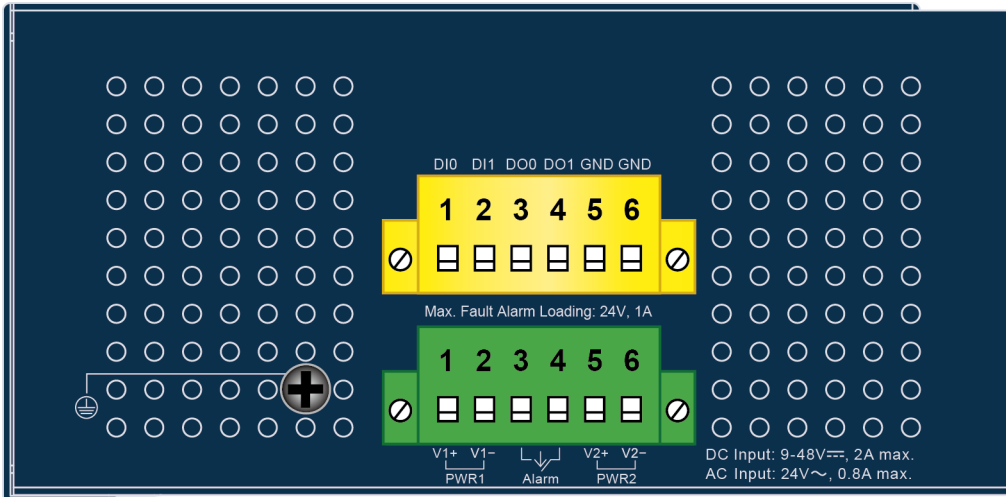 DI0 DI1 DO0 DO1 GND GND
1 2 3 4 5 6
Max. Fault Alarm Loading: 24V, 1A
1 2 3 4 5 6
V1+ V1− V2+ V2−
PWR1 Alarm PWR2
DC Input: 9-48V⎓, 2A max.
AC Input: 24V～, 0.8A max.